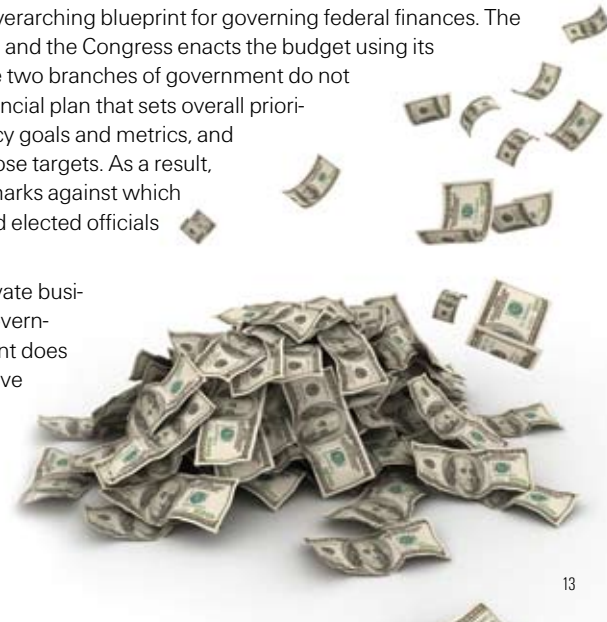 verarching blueprint for governing federal finances. The
and the Congress enacts the budget using its
e two branches of government do not
ncial plan that sets overall priori-
cy goals and metrics, and
ose targets. As a result,
marks against which
d elected officials
vate busi-
overn-
nt does
ve
13